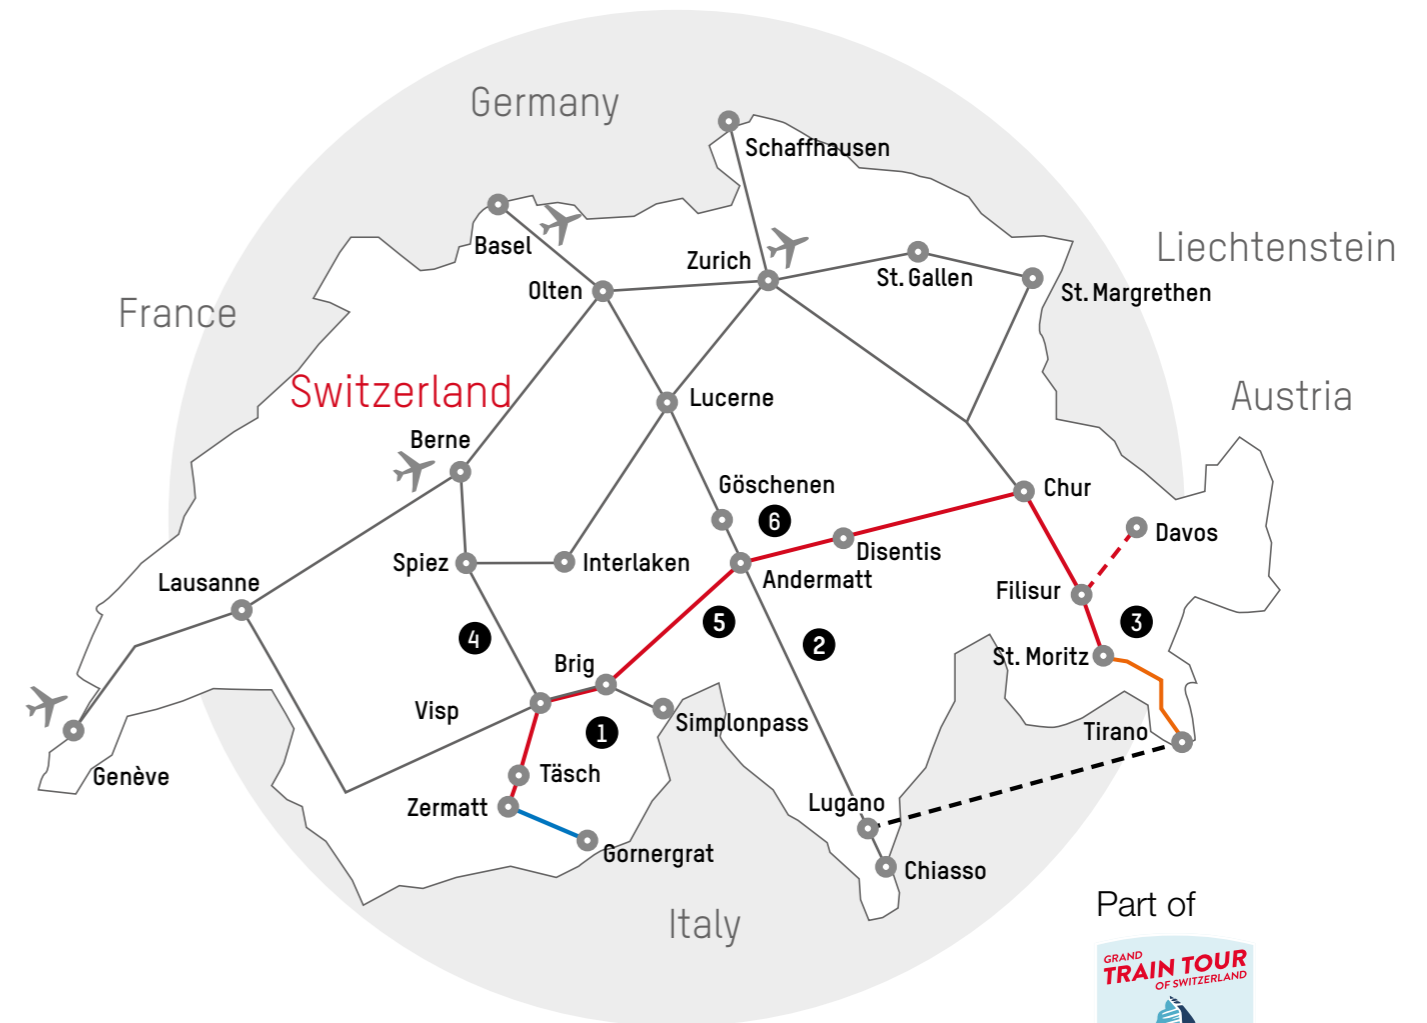 Germany
Schaffhausen
Basel
Zurich
Liechtenstein
St. Gallen
Olten
St. Margrethen
France
Switzerland
Lucerne
Austria
Berne
Göschenen
Chur
6
Davos
Disentis
Spiez
Interlaken
Andermatt
Lausanne
Filisur
5
3
4
2
St. Moritz
Brig
Visp
Simplonpass
1
Tirano
Genève
Täsch
Zermatt
Lugano
Gornergrat
Chiasso
Italy
Part of
GRAND
TRAIN TOUR
OF SWITZERLAND